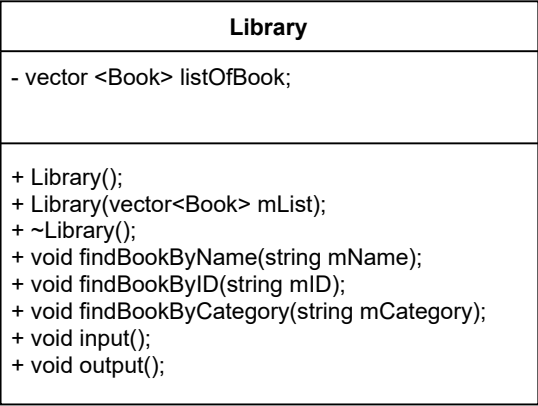 Library
- vector <Book> listOfBook;
+ Library();
+ Library(vector<Book> mList);
+ ~Library();
+ void findBookByName(string mName);
+ void findBookByID(string mID);
+ void findBookByCategory(string mCategory);
+ void input();
+ void output();